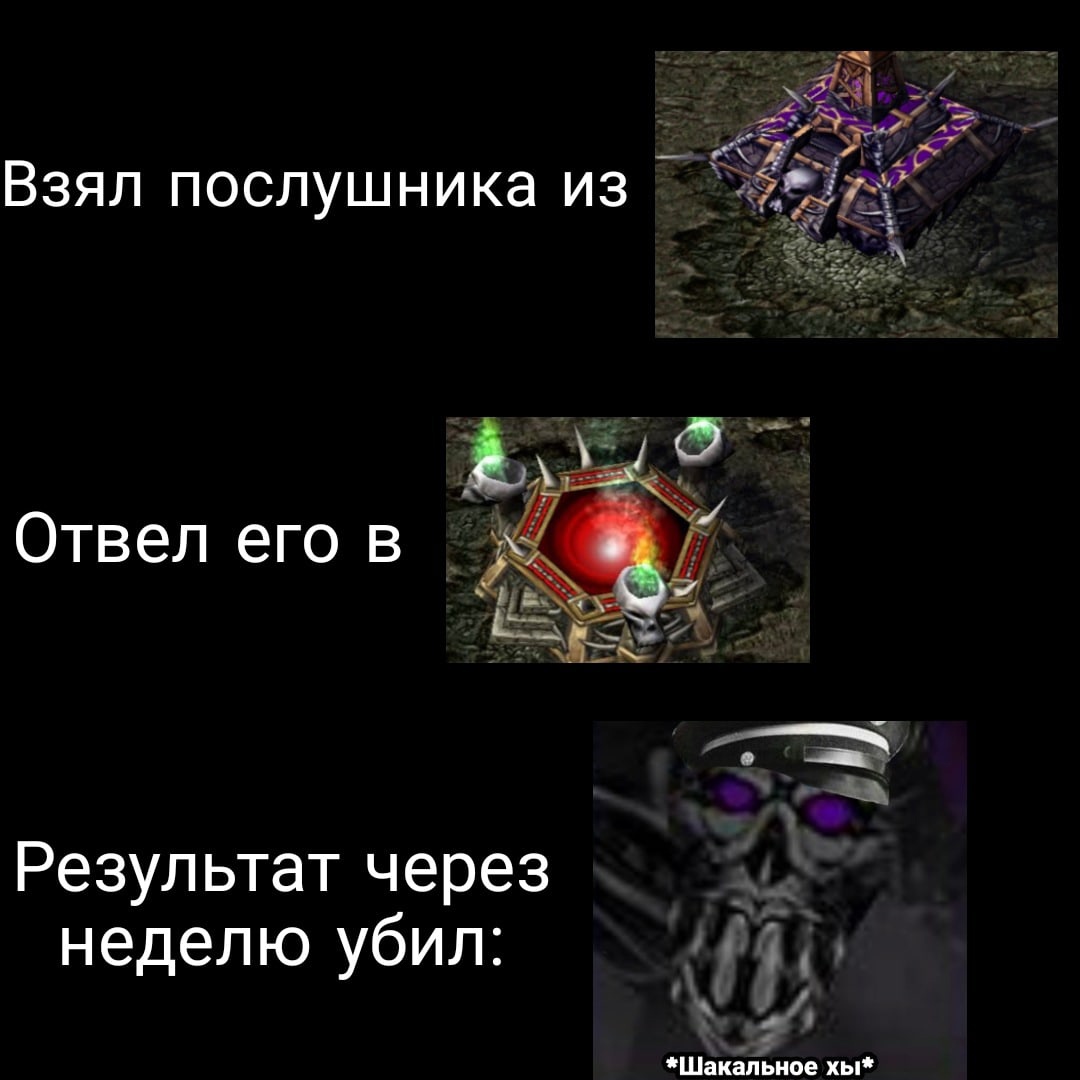 Взял послушника из
Отвел его в
Результат через
неделю убил:
*Шакальное хы*